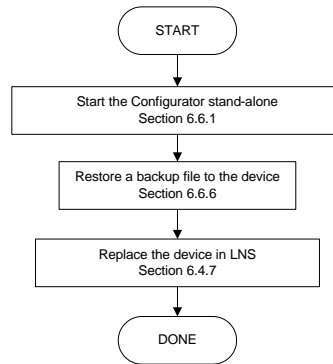 START
Start the Configurator stand-alone
Section 6.6.1
Restore a backup file to the device
Section 6.6.6
Replace the device in LNS
Section 6.4.7
DONE